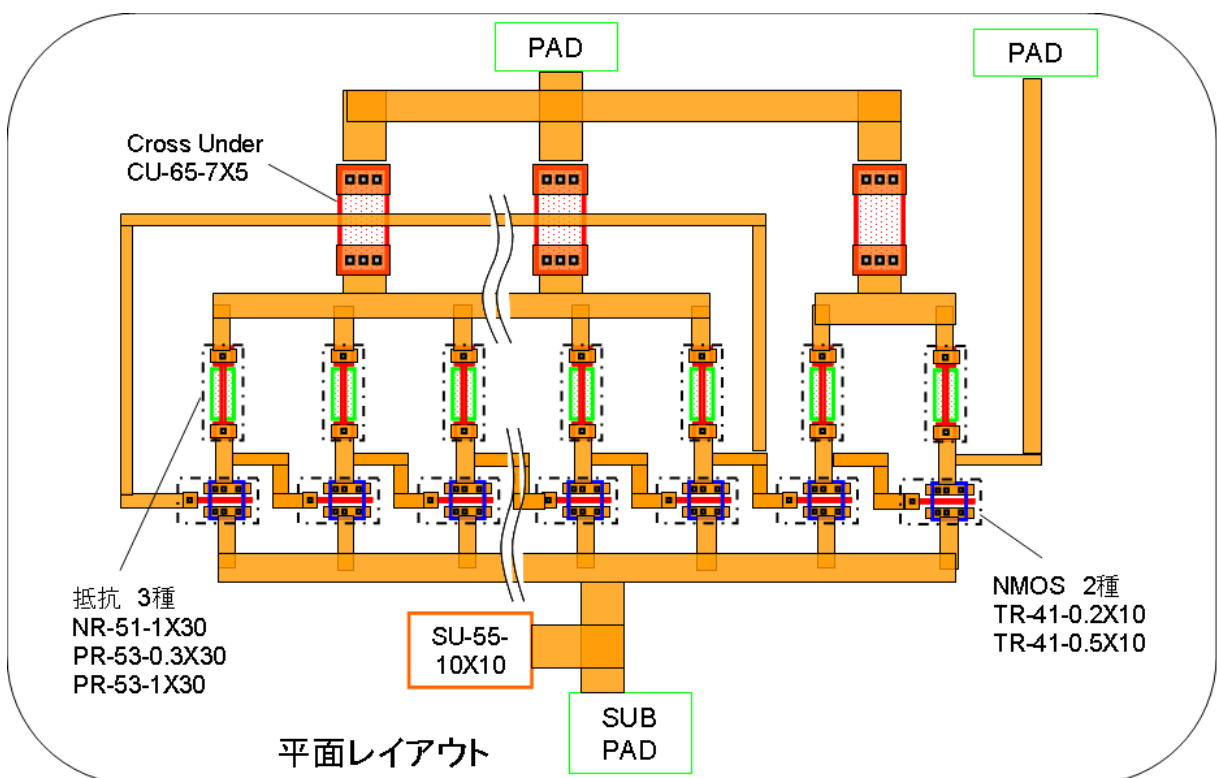 PAD
PAD
Cross Under
CU-65-7X5
抵抗 3種
NR-51-1X30
PR-53-0.3X30
PR-53-1X30
SU-55-
10X10
NMOS 2種
TR-41-0.2X10
TR-41-0.5X10
SUB
PAD
平面レイアウト